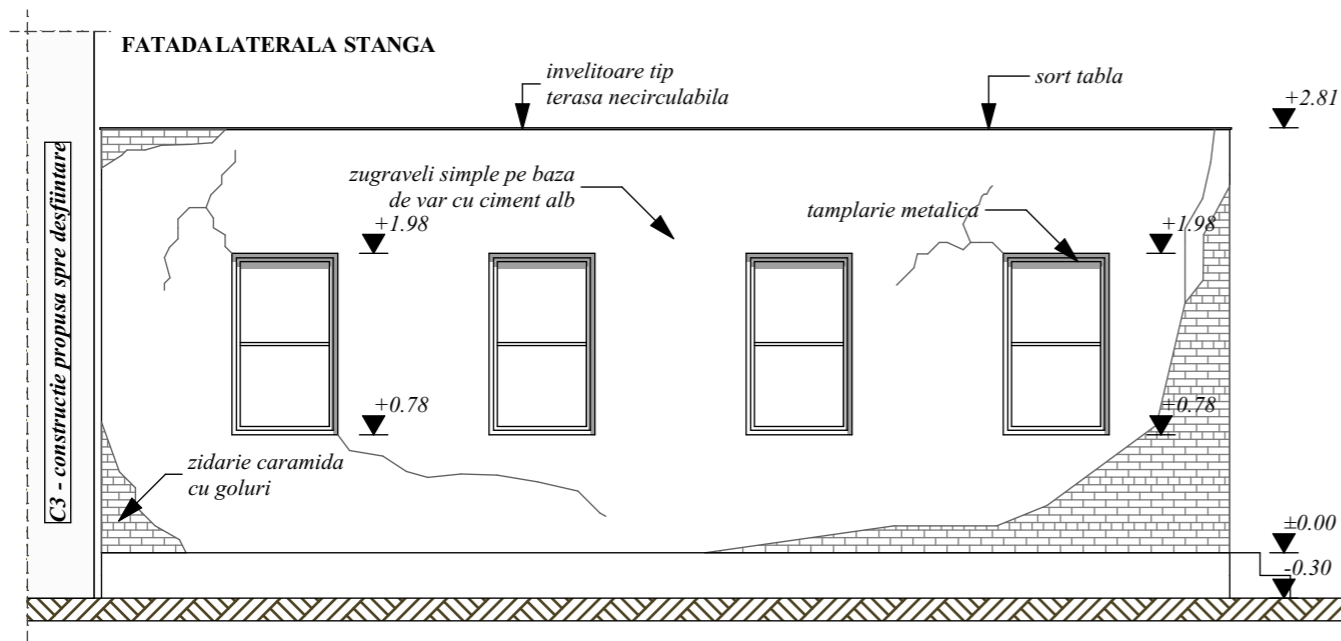 FATADA LATERALA STANGA
invelitoare tip
terasa necirculabila
sort tabla
+2.81
C3 - constructie propusa spre desfiintare
zugraveli simple pe baza
de var cu ciment alb
tamplarie metalica
+1.98
+1.98
+0.78
+0.78
zidarie caramida
cu goluri
±0.00
-0.30